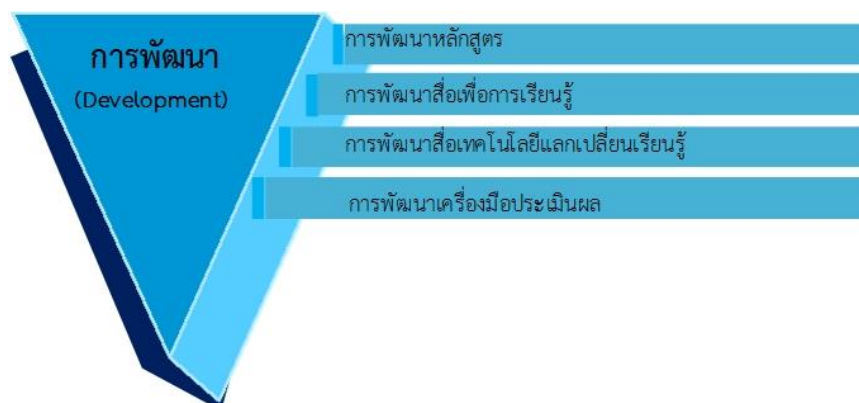 การพัฒนา
(Development)
การพัฒนาหลักสูตร
การพัฒนาสื่อเพื่อการเรียนรู้
การพัฒนาสื่อเทคโนโลยีแลกเปลี่ยนเรียนรู้
การพัฒนาเครื่องมือประเมินผล